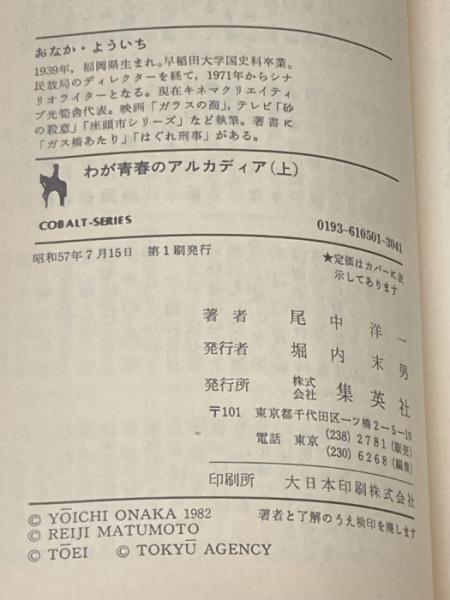 おなか・よういち
1939年，福岡県生まれ。早稲田大学国史科卒業。
民放局のディレクターを経て，1971年からシナ
リオライターとなる。現在キネマクリエイティ
ブ光筍舎代表。映画「ガラスの海」，テレビ「砂
の殺意」「座頭市シリーズ」など執筆。著書に
「ガス橋あたり」「はぐれ刑事」がある。
わが青春のアルカディア(上)
COBALT-SERIES
0193-610501-3041
昭和57年7月15日 第1刷発行
★定価はカバーに表
示してあります
著者 尾中洋一
発行者 堀内末男
発行所 株式会社 集英社
〒101 東京都千代田区一ツ橋2-5-10
電話 東京 (238) 2781 (販売)
(230) 6268 (編集)
印刷所 大日本印刷株式会社
© YŌICHI ONAKA 1982
© REIJI MATUMOTO
© TŌEI © TOKYŪ AGENCY
著者と了解のうえ検印を廃します